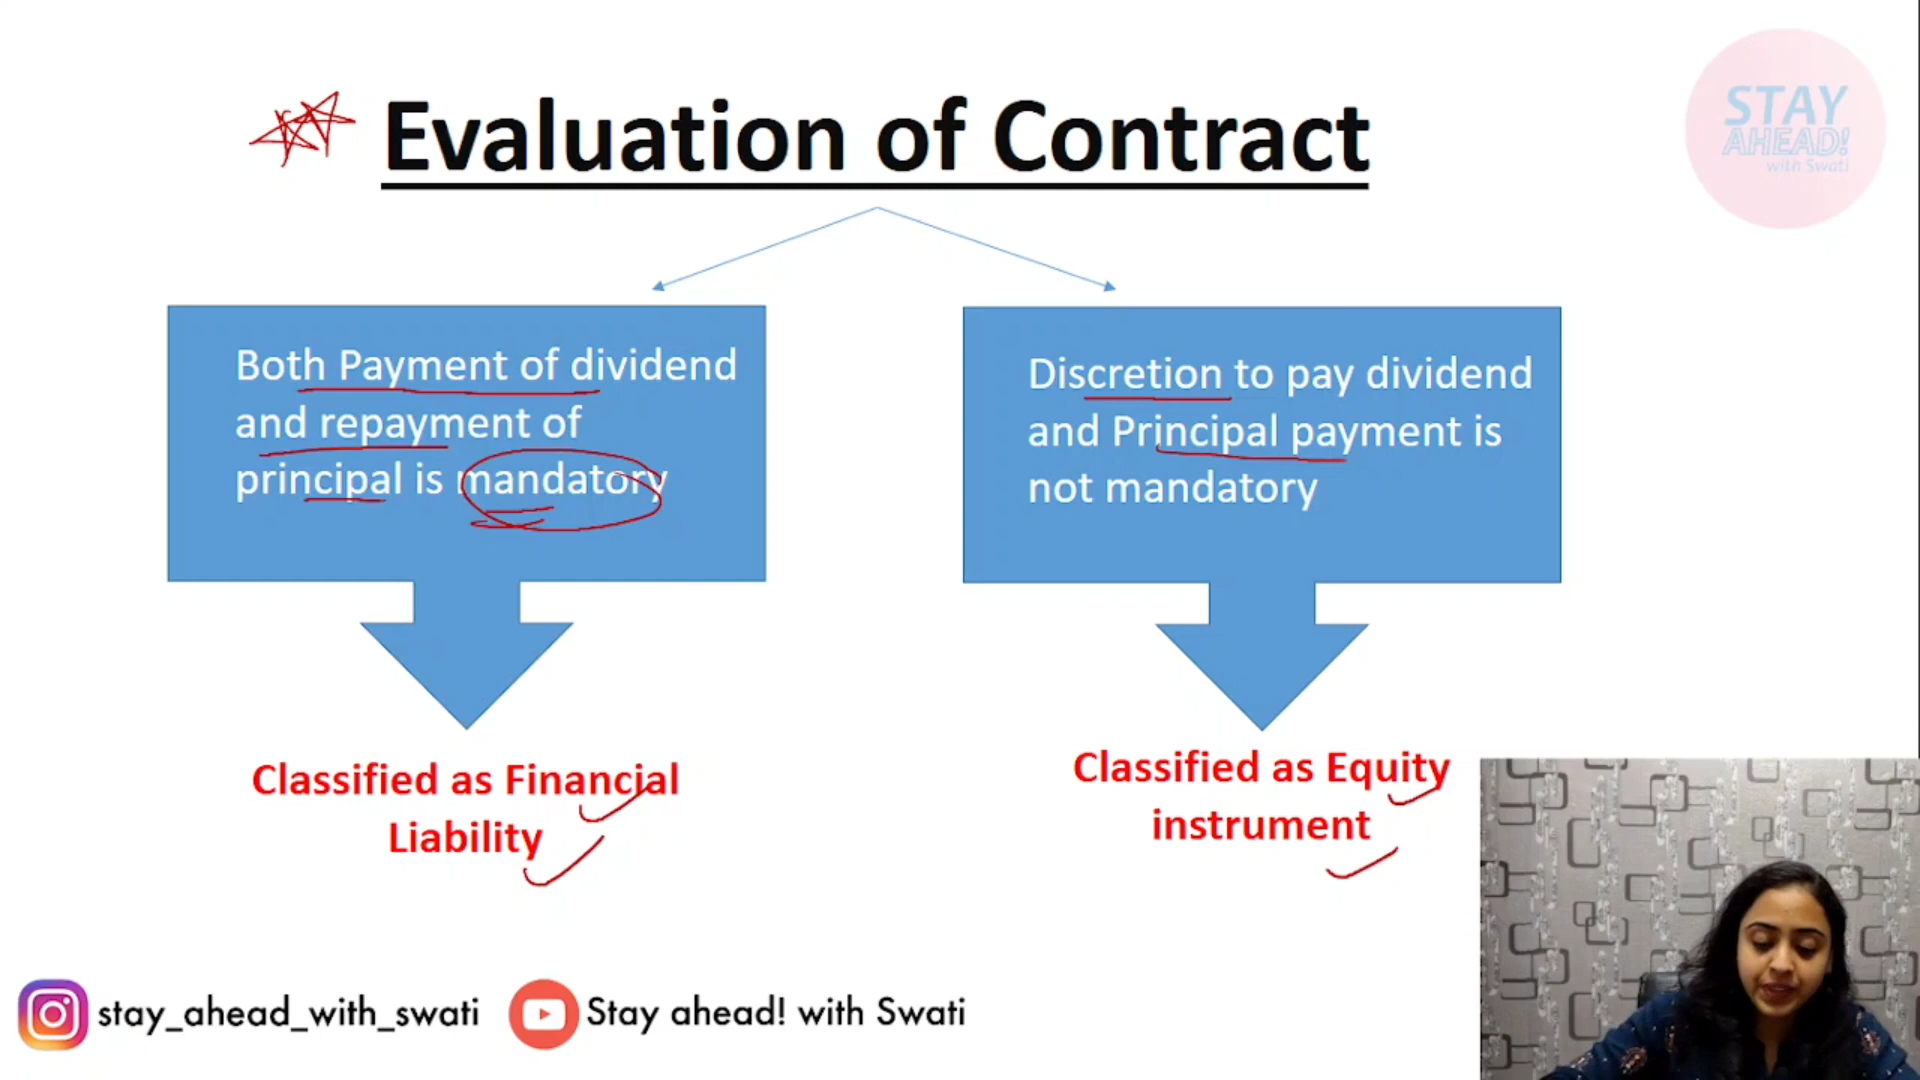 STAY
AHEAD!
with Swati
Evaluation of Contract
Both Payment of dividend
and repayment of
principal is mandatory
Discretion to pay dividend
and Principal payment is
not mandatory
Classified as Financial
Liability
Classified as Equity
instrument
stay_ahead_with_swati
Stay ahead! with Swati